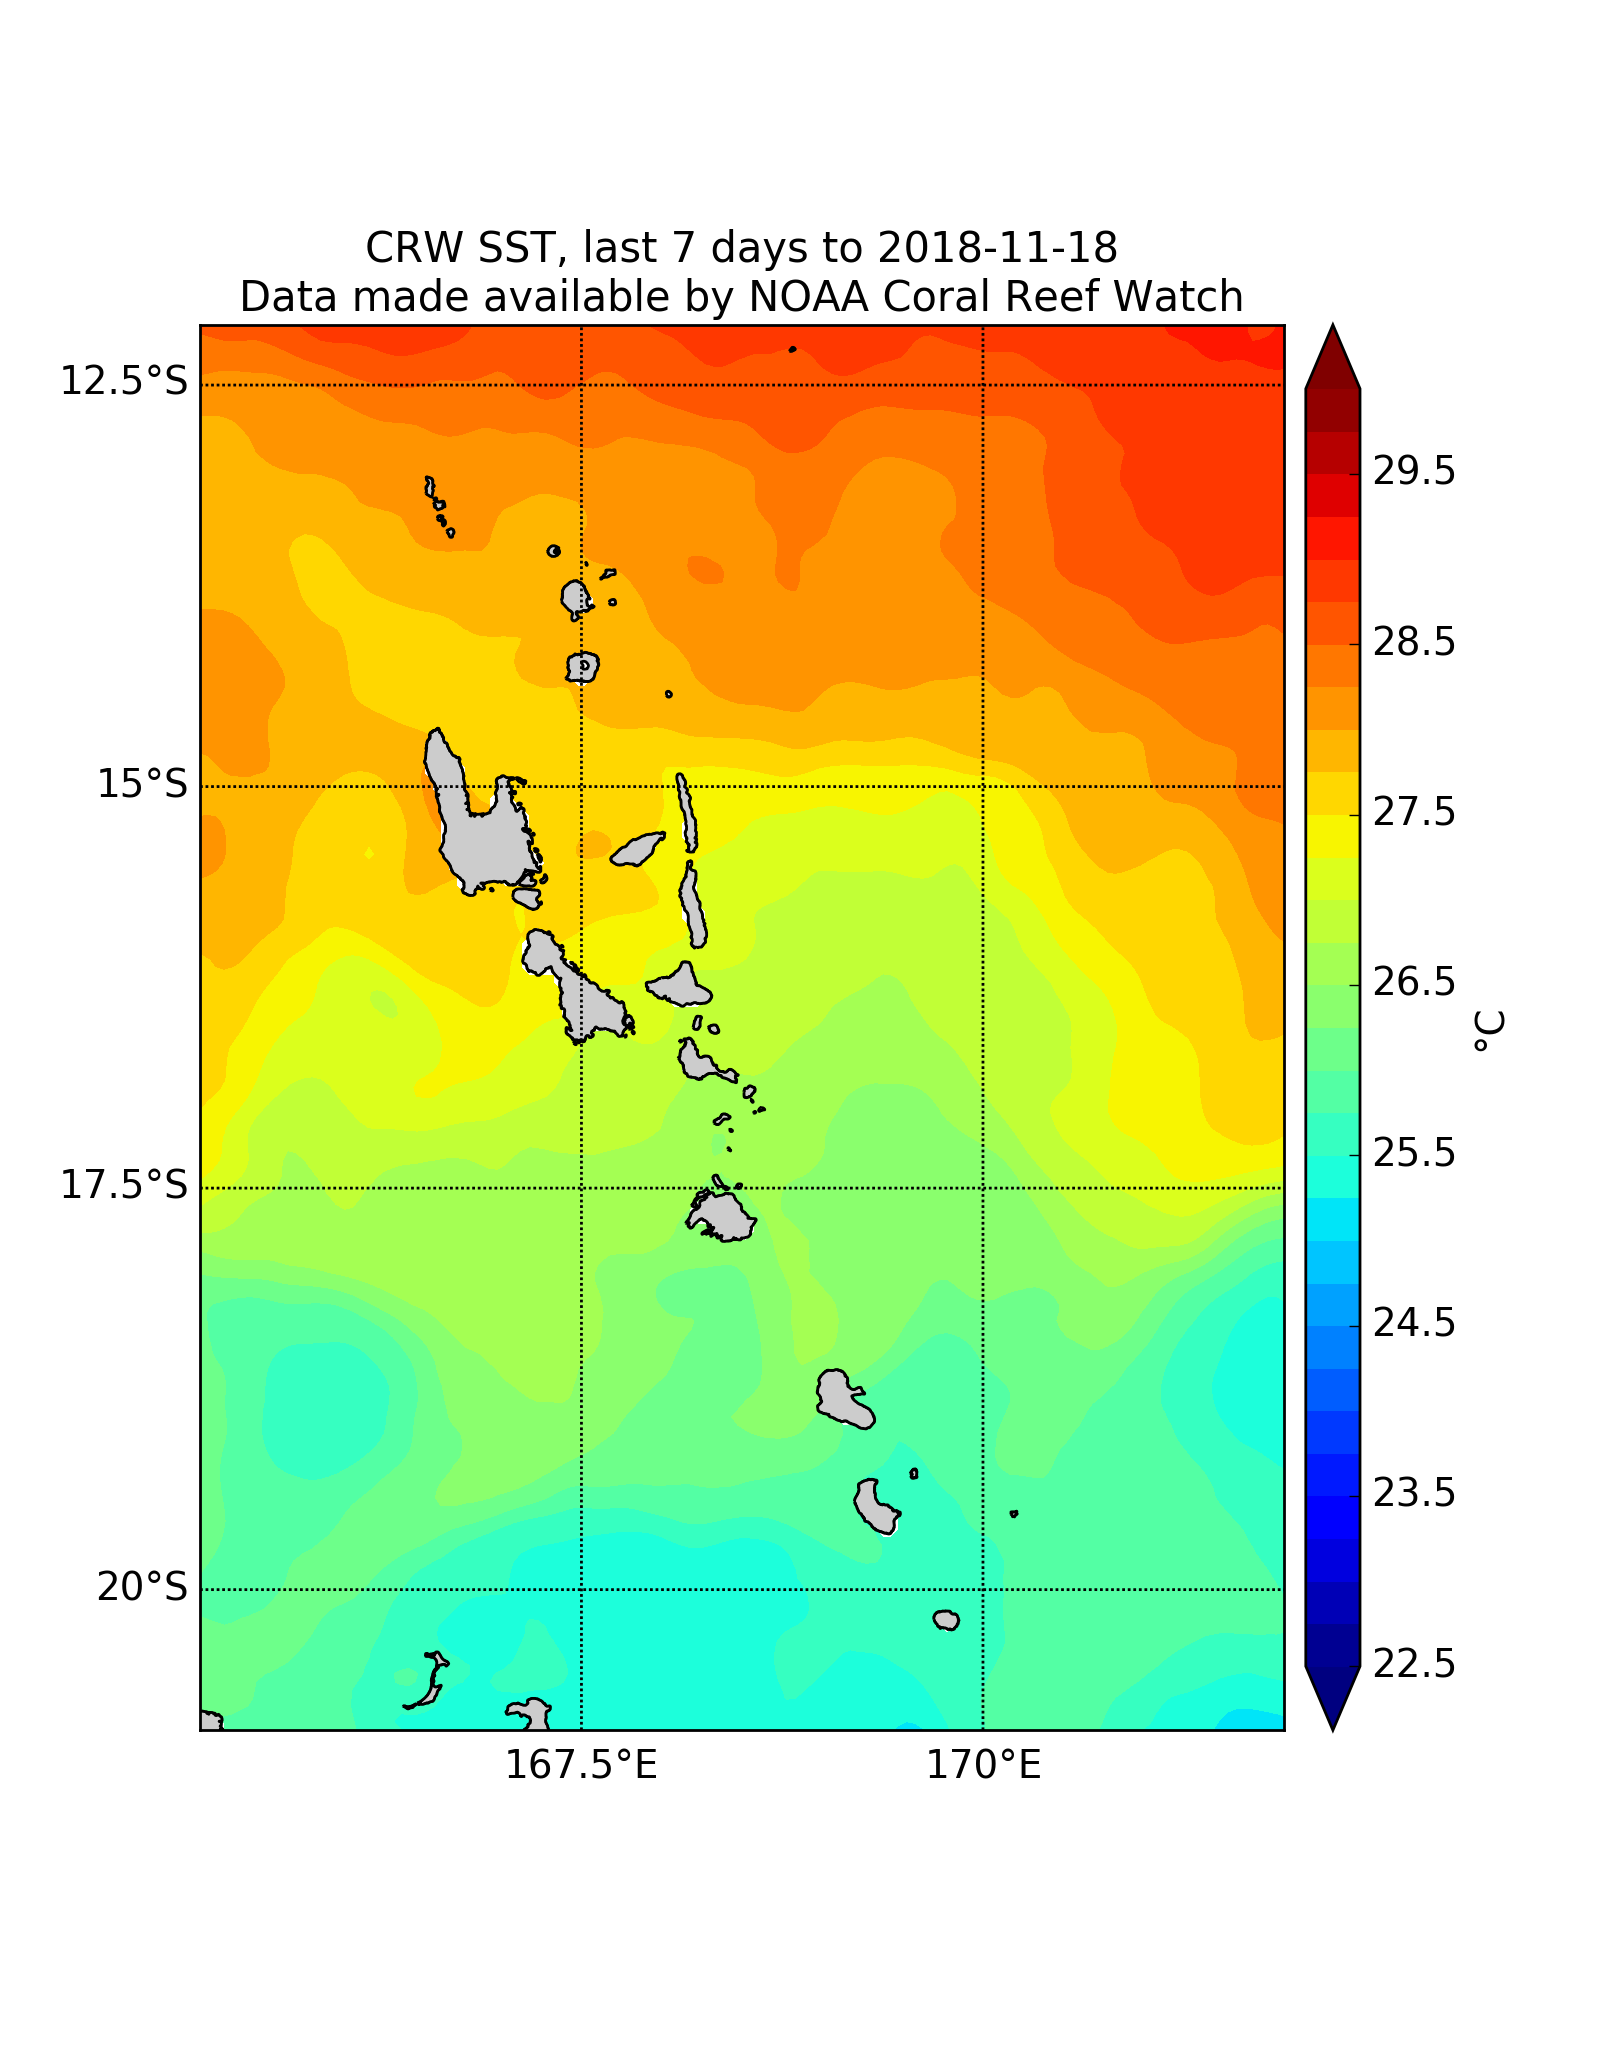 CRW SST, last 7 days to 2018-11-18
Data made available by NOAA Coral Reef Watch
12.5°S
15°S
17.5°S
20°S
167.5°E
170°E
29.5
28.5
27.5
26.5
25.5
24.5
23.5
22.5
°C